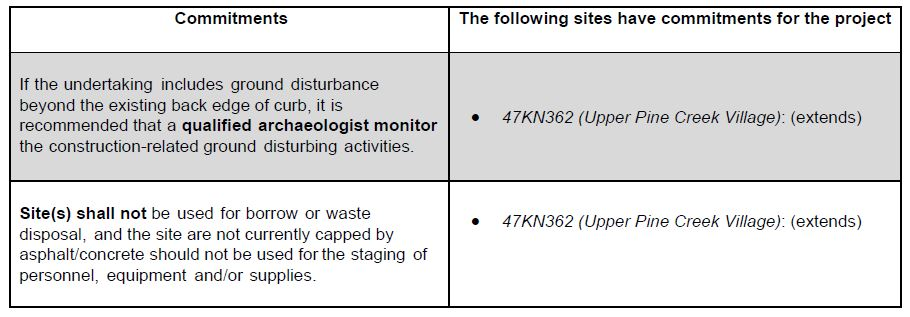 Commitments
The following sites have commitments for the project
If the undertaking includes ground disturbance
beyond the existing back edge of curb, it is
recommended that a qualified archaeologist monitor
the construction-related ground disturbing activities.
• 47KN362 (Upper Pine Creek Village): (extends)
Site(s) shall not be used for borrow or waste
disposal, and the site are not currently capped by
asphalt/concrete should not be used for the staging of
personnel, equipment and/or supplies.
• 47KN362 (Upper Pine Creek Village): (extends)